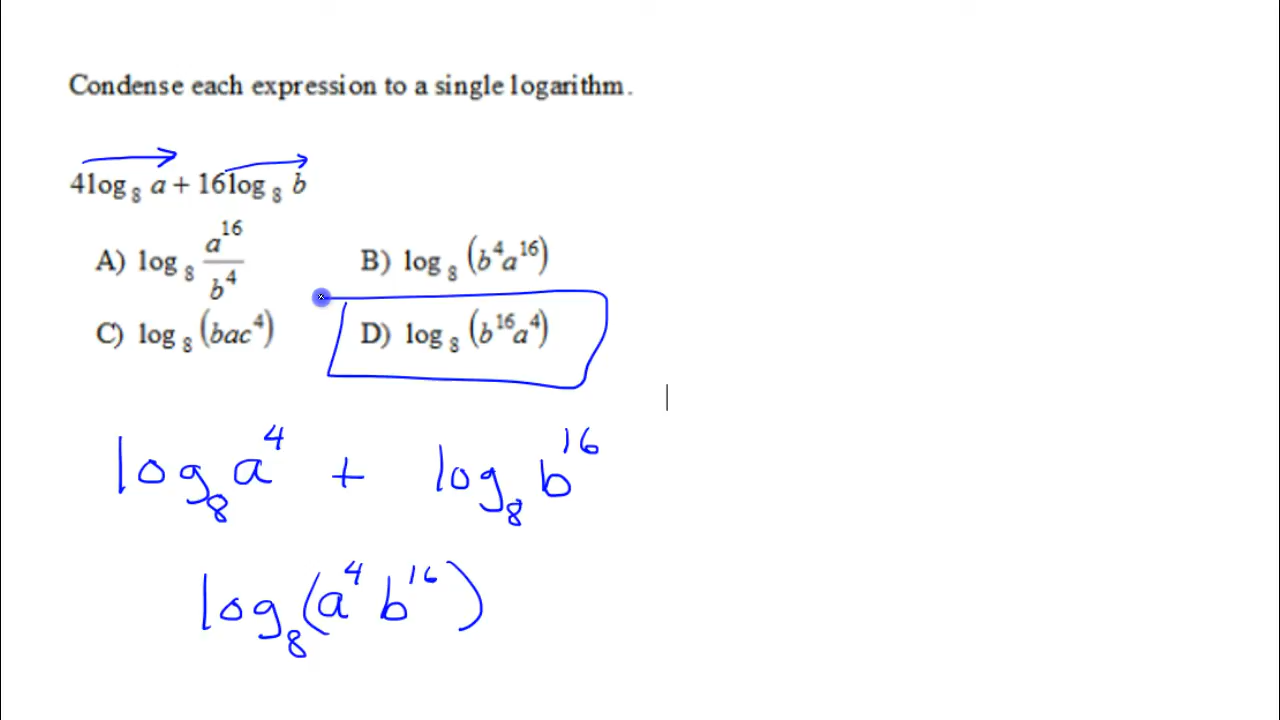 Condense each expression to a single logarithm.
4log₈ a + 16log₈ b
A) log₈ a¹⁶/b⁴ B) log₈ (b⁴a¹⁶)
C) log₈ (bac⁴) D) log₈ (b¹⁶a⁴)
log₈ a⁴ + log₈ b¹⁶
log₈ (a⁴ b¹⁶)